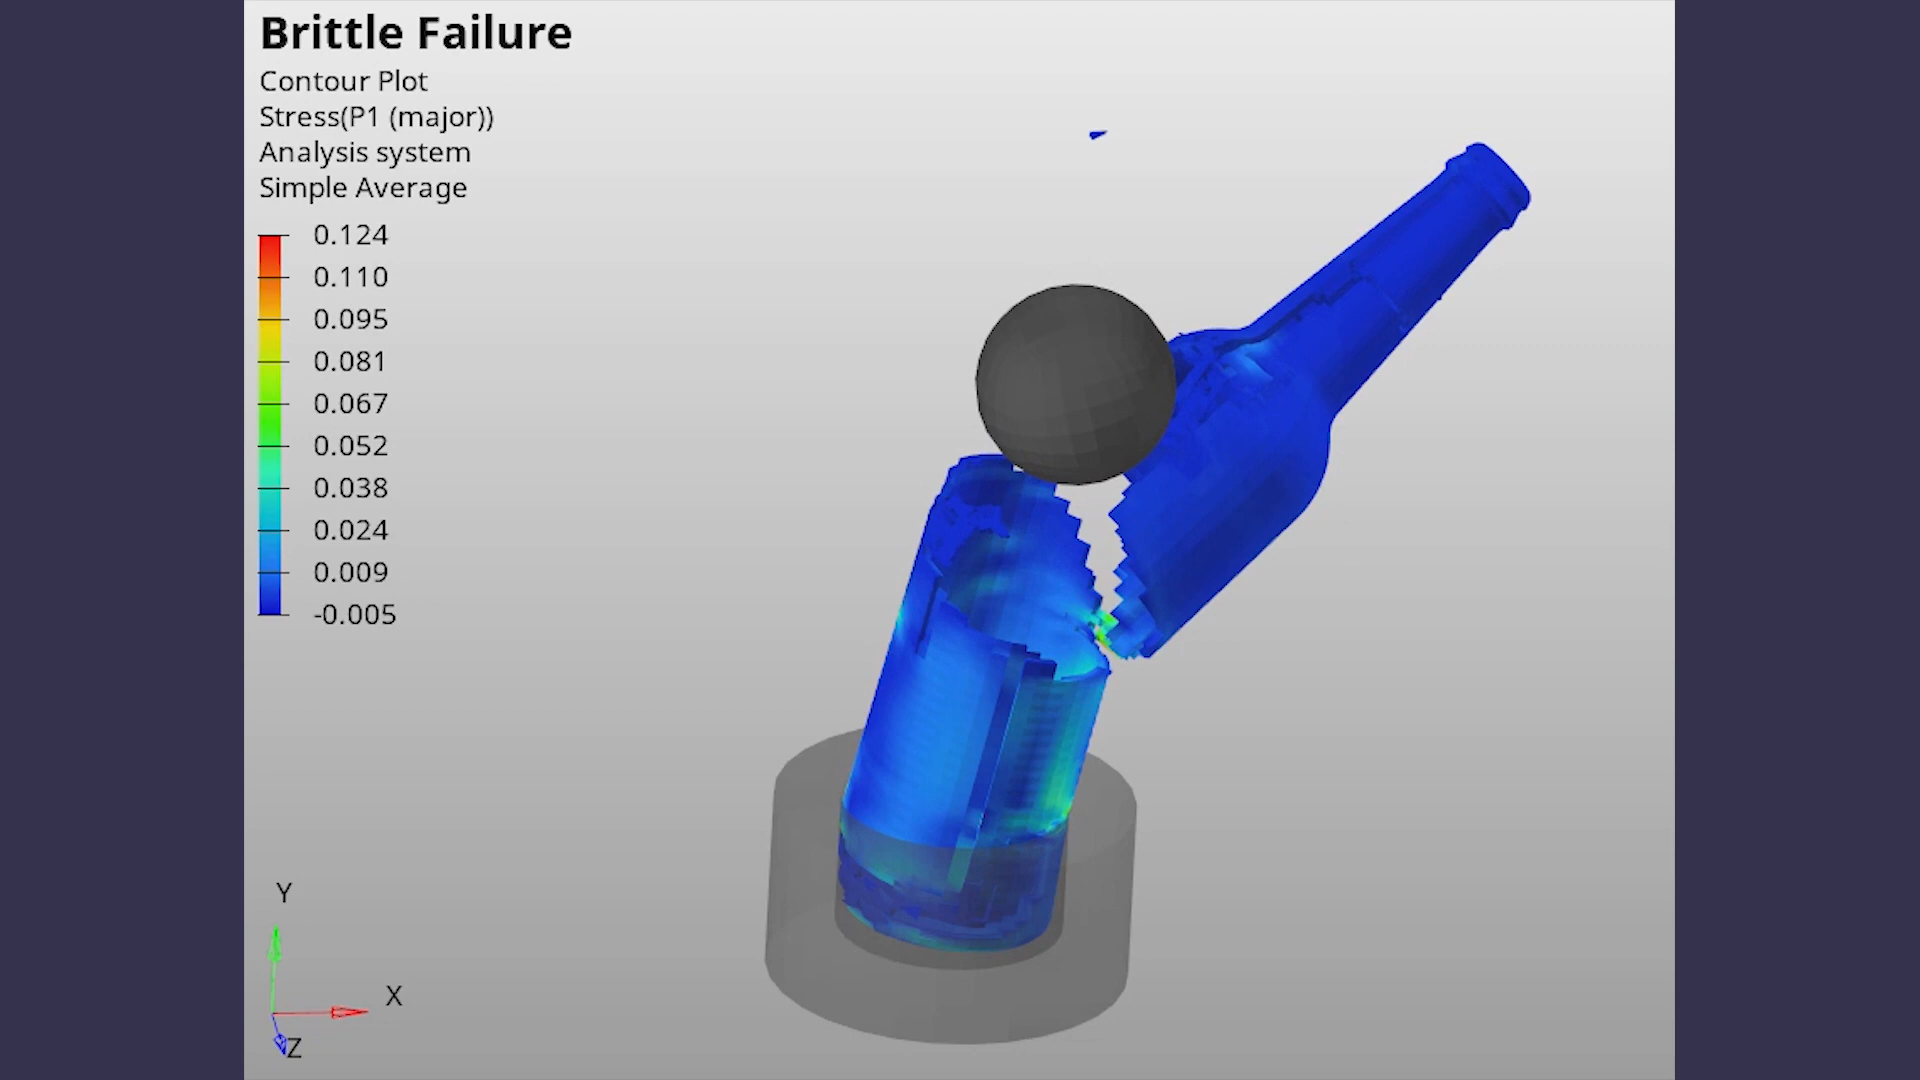 Brittle Failure
Contour Plot
Stress(P1 (major))
Analysis system
Simple Average
0.124
0.110
0.095
0.081
0.067
0.052
0.038
0.024
0.009
-0.005
Y
X
Z